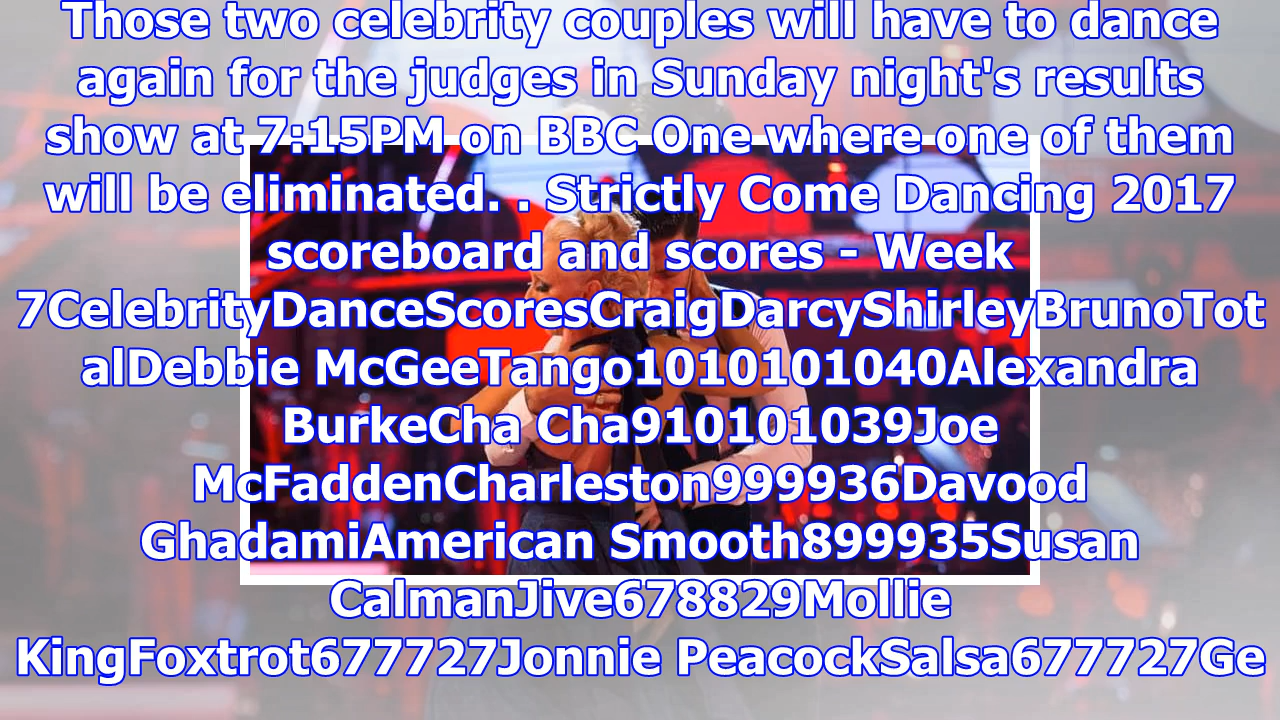 Those two celebrity couples will have to dance
again for the judges in Sunday night's results
show at 7:15PM on BBC One where one of them
will be eliminated. . Strictly Come Dancing 2017
scoreboard and scores - Week
7CelebrityDanceScoresCraigDarcyShirleyBrunoTot
alDebbie McGeeTango1010101040Alexandra
BurkeCha Cha910101039Joe
McFaddenCharleston999936Davood
GhadamiAmerican Smooth899935Susan
CalmanJive678829Mollie
KingFoxtrot677727Jonnie PeacockSalsa677727Ge